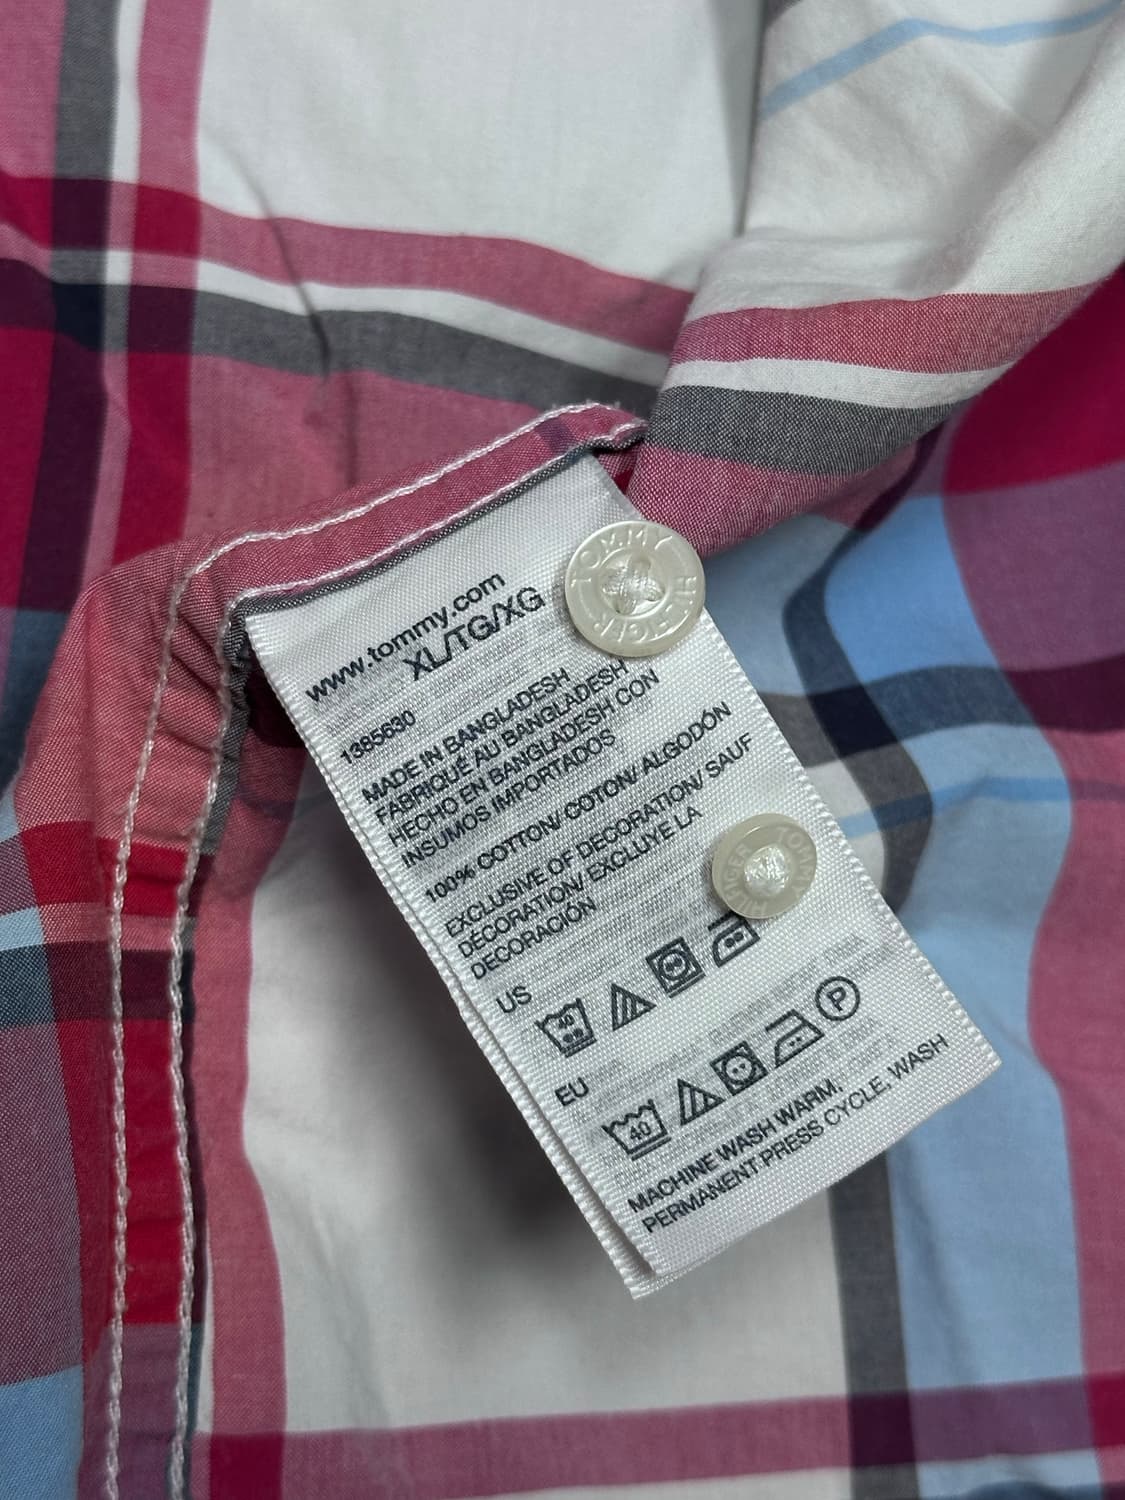 www.tommy.com
XL/TG/XG
1385630
MADE IN BANGLADESH
FABRIQUÉ AU BANGLADESH
HECHO EN BANGLADESH CON
INSUMOS IMPORTADOS
100% COTTON/ COTON/ ALGODÓN
EXCLUSIVE OF DECORATION/ SAUF
DÉCORATION/ EXCLUYE LA
DECORACIÓN
US
40
EU
40
P
MACHINE WASH WARM,
PERMANENT PRESS CYCLE, WASH
TOMMY HILFIGER
TOMMY HILFIGER